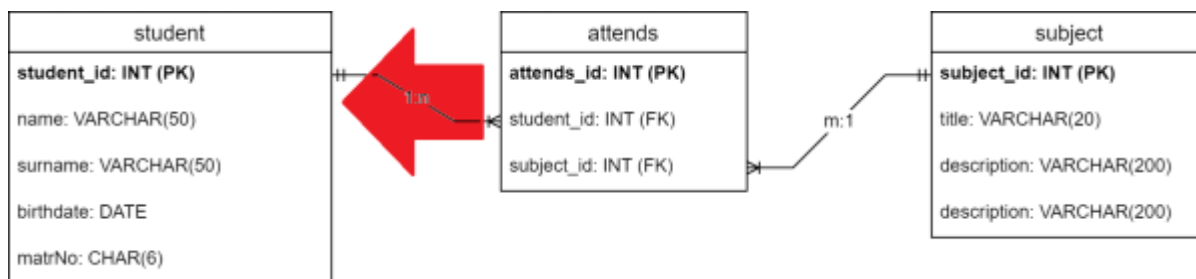 student
student_id: INT (PK)
name: VARCHAR(50)
surname: VARCHAR(50)
birthdate: DATE
matrNo: CHAR(6)
1:n
attends
attends_id: INT (PK)
student_id: INT (FK)
subject_id: INT (FK)
m:1
subject
subject_id: INT (PK)
title: VARCHAR(20)
description: VARCHAR(200)
description: VARCHAR(200)